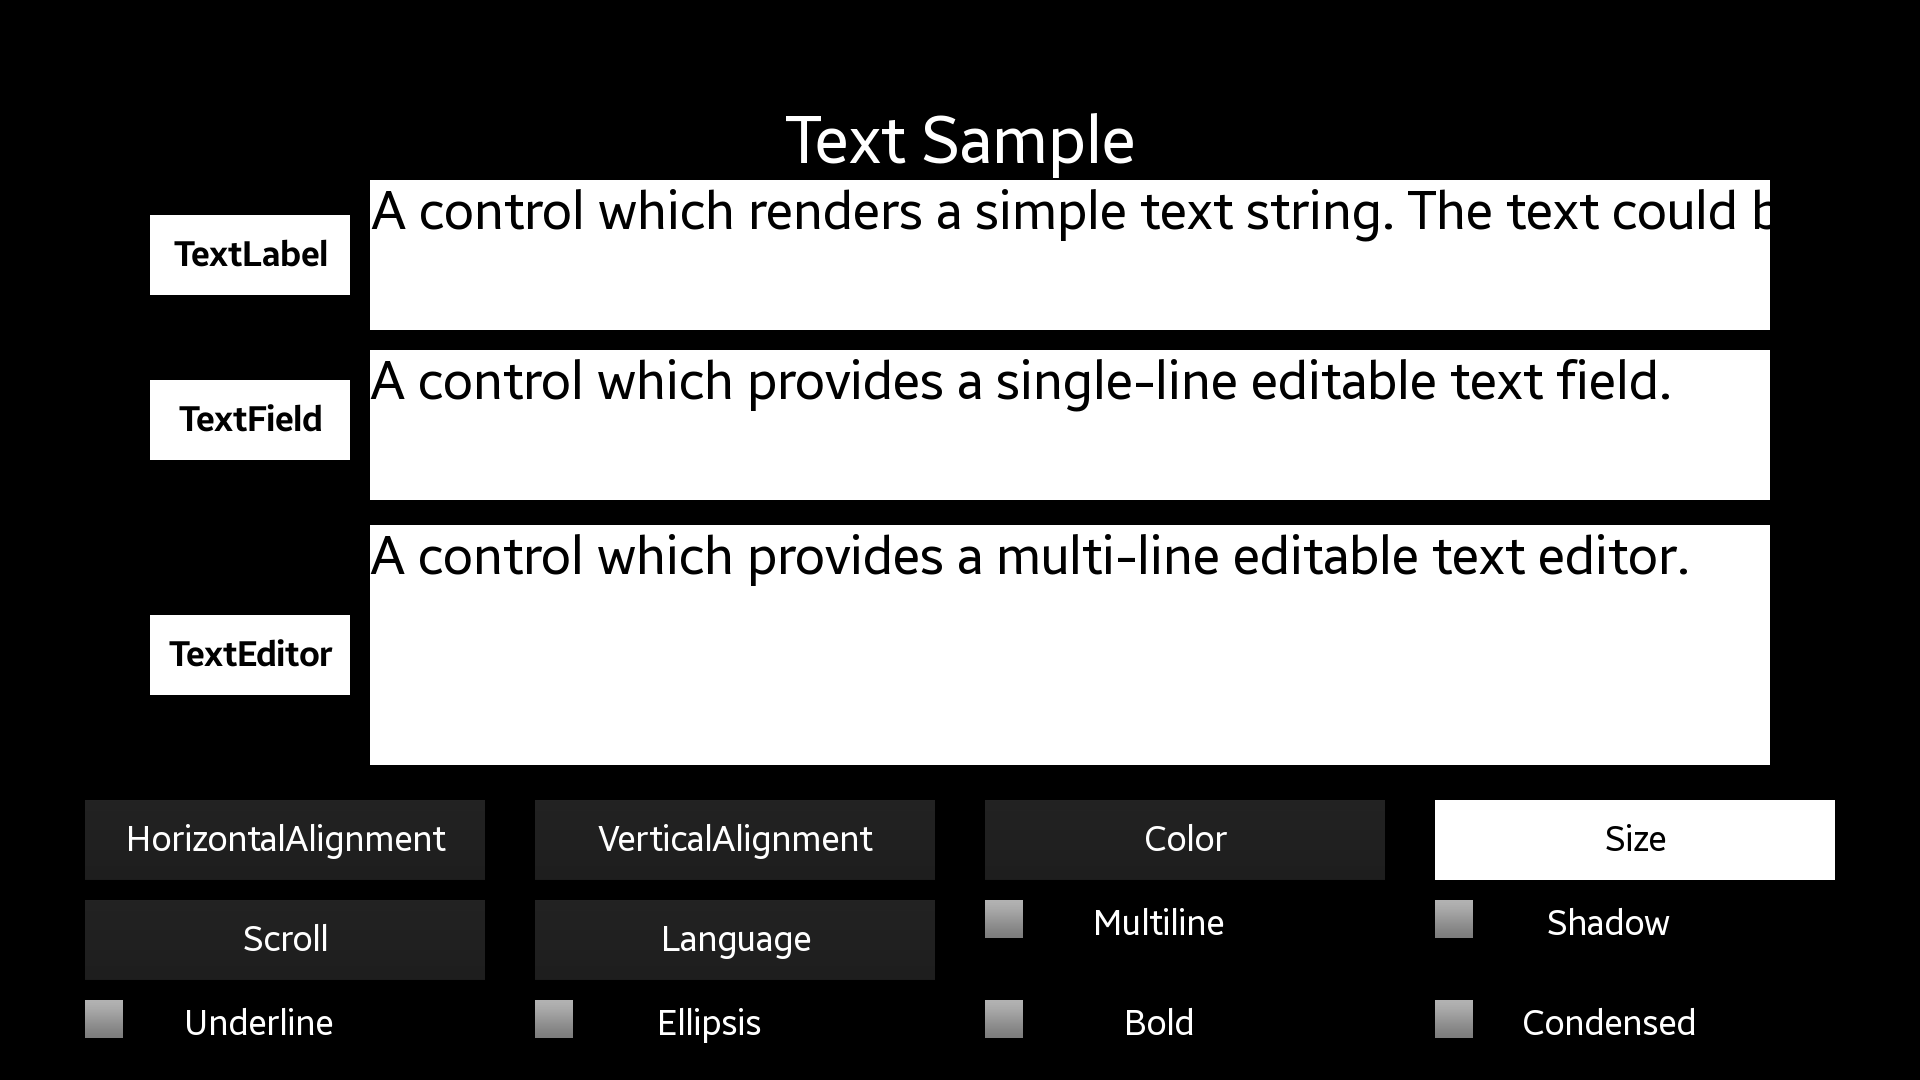 Text Sample
TextLabel
A control which renders a simple text string. The text could
TextField
A control which provides a single-line editable text field.
TextEditor
A control which provides a multi-line editable text editor.
HorizontalAlignment
VerticalAlignment
Color
Size
Scroll
Language
Multiline
Shadow
Underline
Ellipsis
Bold
Condensed